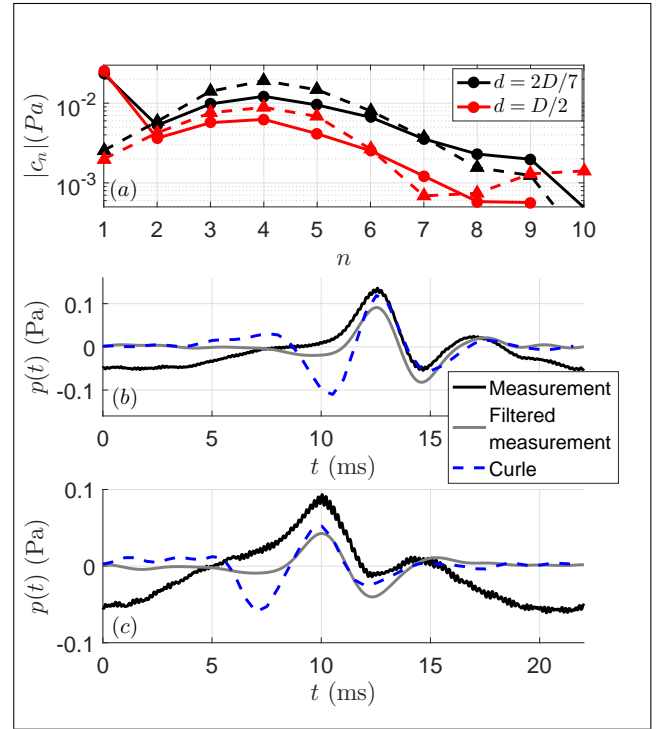 |c_n|(Pa)
10^{-2}
10^{-3}
(a)
d = 2D/7
d = D/2
1 2 3 4 5 6 7 8 9 10
n
p(t) (Pa)
0.1
0
-0.1
(b)
0 5 10 15
t (ms)
Measurement
Filtered
measurement
Curle
p(t) (Pa)
0.1
0
-0.1
(c)
0 5 10 15 20
t (ms)